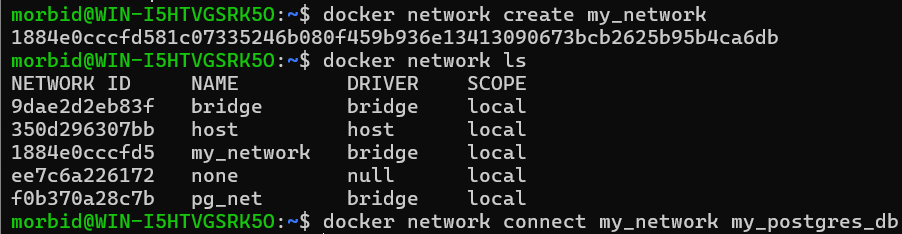 morbid@WIN-I5HTVGSRK5O:~$ docker network create my_network
1884e0cccfd581c07335246b080f459b936e13413090673bcb2625b95b4ca6db
morbid@WIN-I5HTVGSRK5O:~$ docker network ls
NETWORK ID     NAME         DRIVER    SCOPE
9dae2d2eb83f   bridge       bridge    local
350d296307bb   host         host      local
1884e0cccfd5   my_network   bridge    local
ee7c6a226172   none         null      local
f0b370a28c7b   pg_net       bridge    local
morbid@WIN-I5HTVGSRK5O:~$ docker network connect my_network my_postgres_db